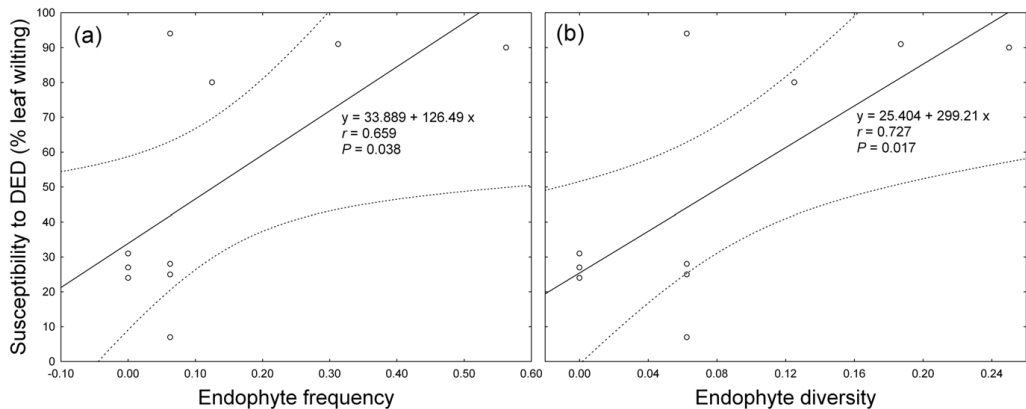 Susceptibility to DED (% leaf wilting)
100
90
80
70
60
50
40
30
20
10
0
(a)
y = 33.889 + 126.49 x
r = 0.659
P = 0.038
-0.10 0.00 0.10 0.20 0.30 0.40 0.50 0.60
Endophyte frequency
(b)
y = 25.404 + 299.21 x
r = 0.727
P = 0.017
0.00 0.04 0.08 0.12 0.16 0.20 0.24
Endophyte diversity